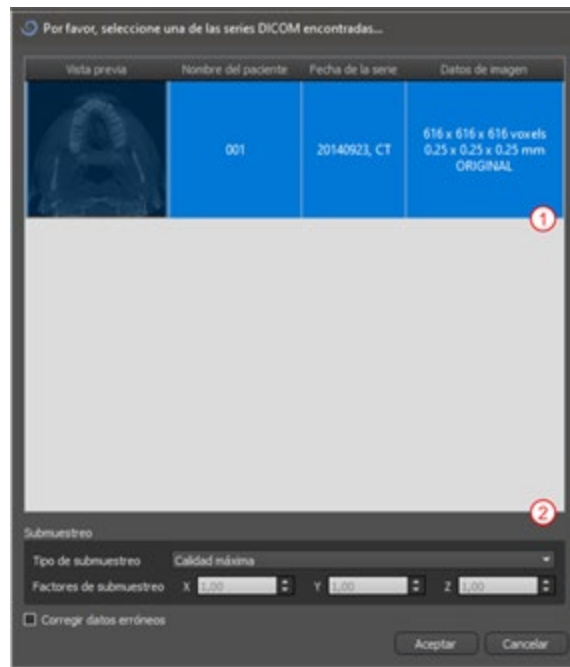 Por favor, seleccione una de las series DICOM encontradas...
Vista previa Nombre del paciente Fecha de la serie Datos de imagen
001 20140923, CT 616 x 616 x 616 voxels
0.25 x 0.25 x 0.25 mm
ORIGINAL
1
2
Submuestreo
Tipo de submuestreo Calidad máxima
Factores de submuestreo X 1,00 Y 1,00 Z 1,00
Corregir datos erróneos
Aceptar Cancelar